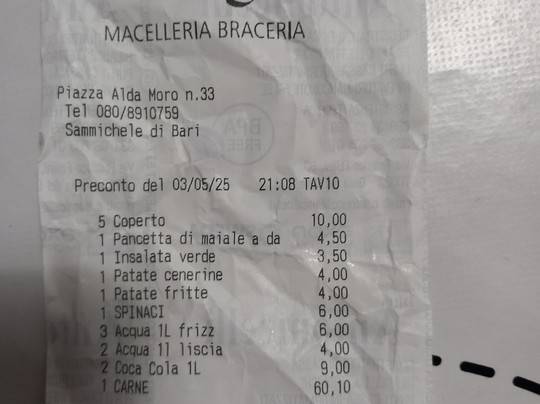 MACELLERIA BRACERIA
Piazza Alda Moro n.33
Tel 080/8910759
Sammichele di Bari
Preconto del 03/05/25 21:08 TAV10
5 Coperto 10,00
1 Pancetta di maiale a da 4,50
1 Insalata verde 3,50
1 Patate cenerine 4,00
1 Patate fritte 4,00
1 SPINACI 6,00
3 Acqua 1L frizz 6,00
2 Acqua 1l liscia 4,00
2 Coca Cola 1L 9,00
1 CARNE 60,10
BPA
FREE